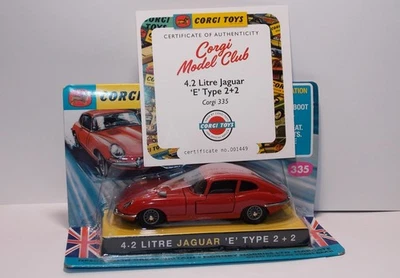 CORGI TOYS
CERTIFICATE OF AUTHENTICITY
Corgi
Model Club
4.2 Litre Jaguar
'E' Type 2+2
Corgi 335
CORGI TOYS
certificate no.001449
CORGI
BOOT
335
4·2 LITRE JAGUAR 'E' TYPE 2+2